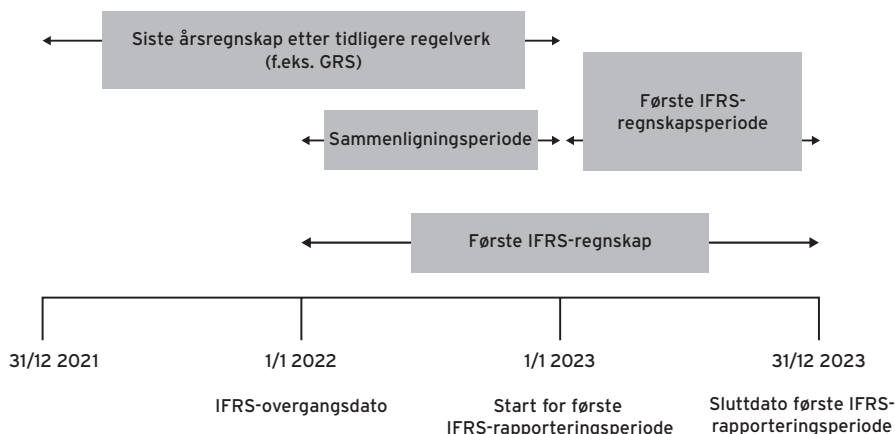 Siste årsregnskap etter tidligere regelverk
(f.eks. GRS)
Første IFRS-
regnskapsperiode
Sammenligningsperiode
Første IFRS-regnskap
31/12 2021
1/1 2022
1/1 2023
31/12 2023
IFRS-overgangsdato
Start for første
IFRS-rapporteringsperiode
Sluttdato første IFRS-
rapporteringsperiode